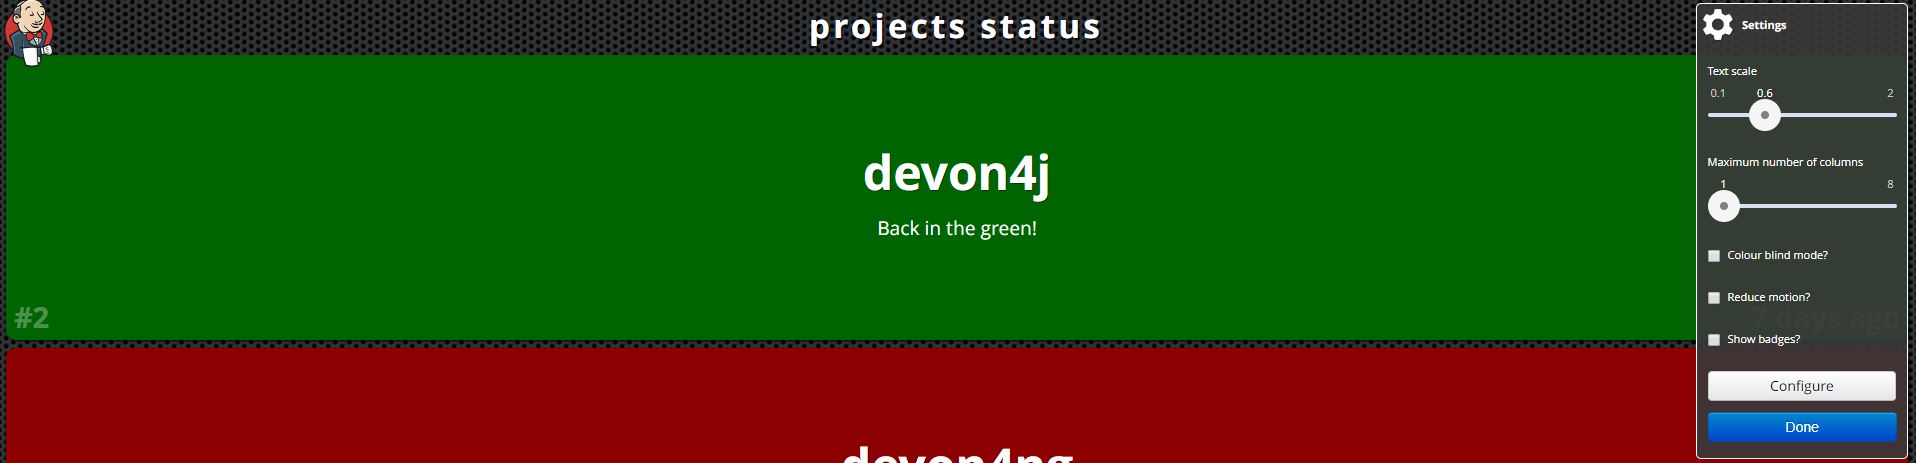 projects status
devon4j
Back in the green!
#2
7 days ago
devon4ng
Settings
Text scale
0.1 0.6 2
Maximum number of columns
1 8
Colour blind mode?
Reduce motion?
Show badges?
Configure
Done